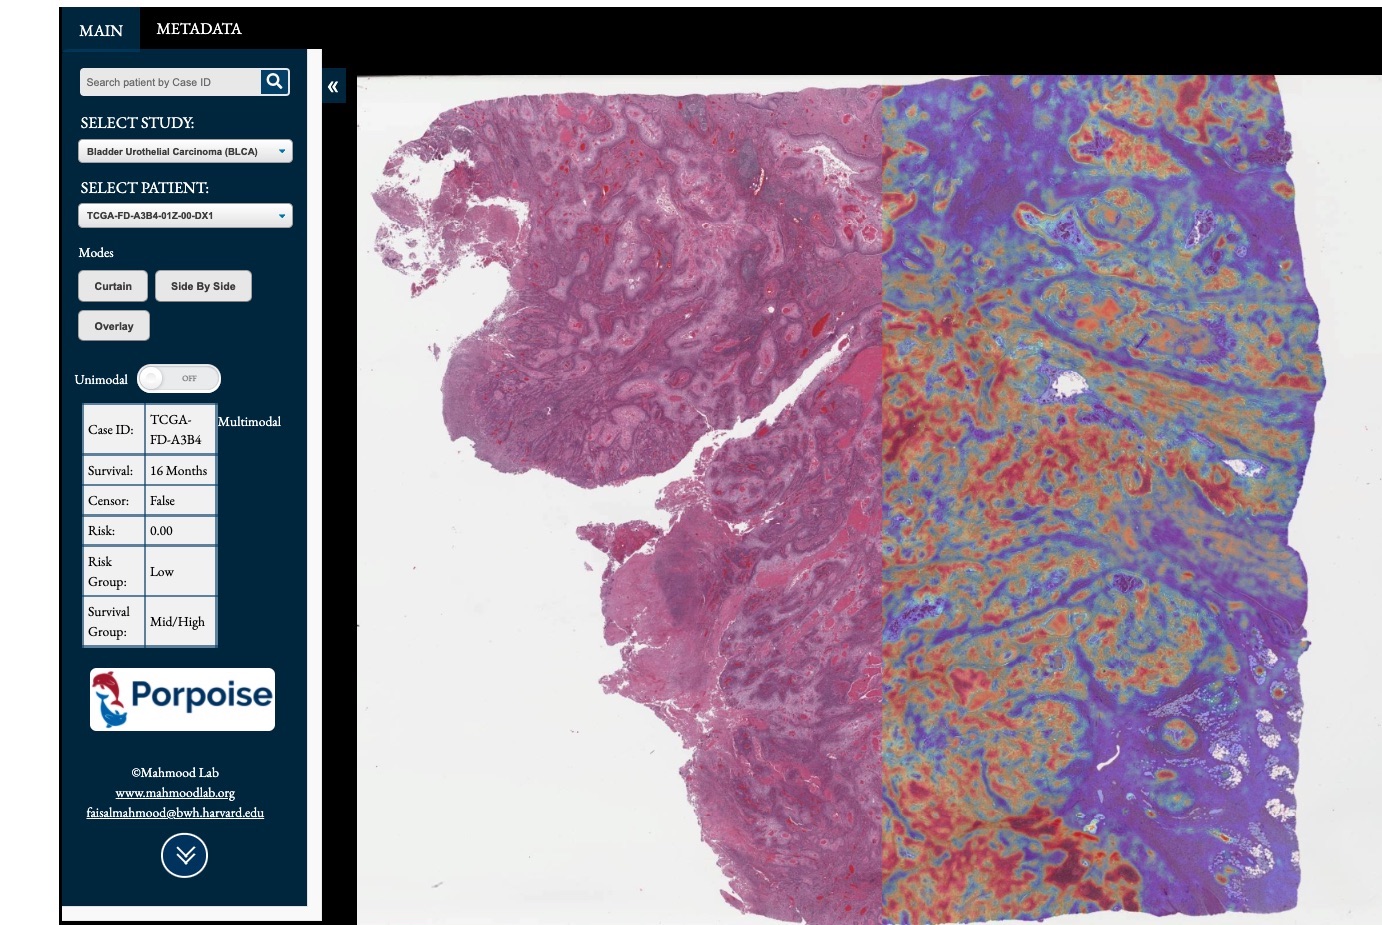 MAIN
METADATA
Search patient by Case ID
«
SELECT STUDY:
Bladder Urothelial Carcinoma (BLCA)
SELECT PATIENT:
TCGA-FD-A3B4-01Z-00-DX1
Modes
Curtain
Side By Side
Overlay
Unimodal
OFF
Multimodal
Case ID:
TCGA-
FD-A3B4
Survival:
16 Months
Censor:
False
Risk:
0.00
Risk
Group:
Low
Survival
Group:
Mid/High
Porpoise
©Mahmood Lab
www.mahmoodlab.org
faisalmahmood@bwh.harvard.edu